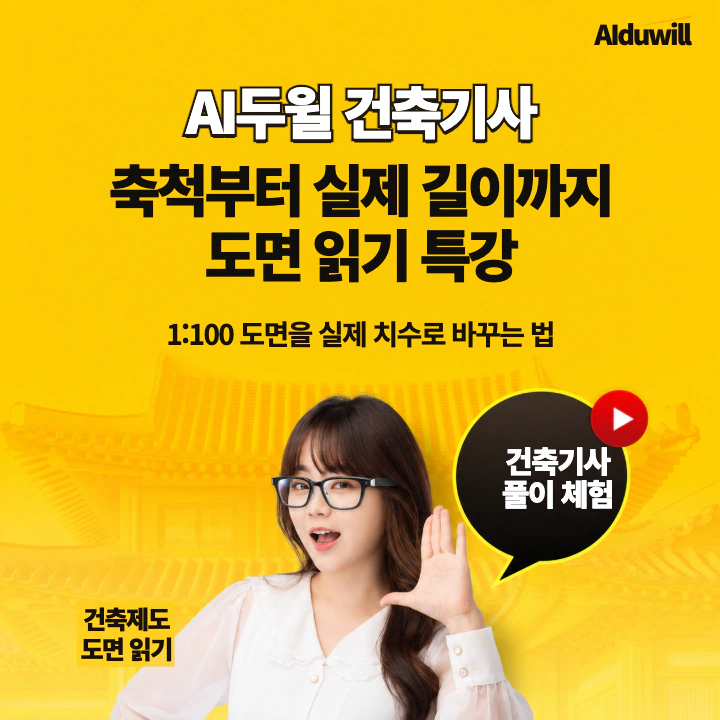 AIduwill
AI두윌 건축기사
축척부터 실제 길이까지
도면 읽기 특강
1:100 도면을 실제 치수로 바꾸는 법
건축기사
풀이 체험
건축제도
도면 읽기